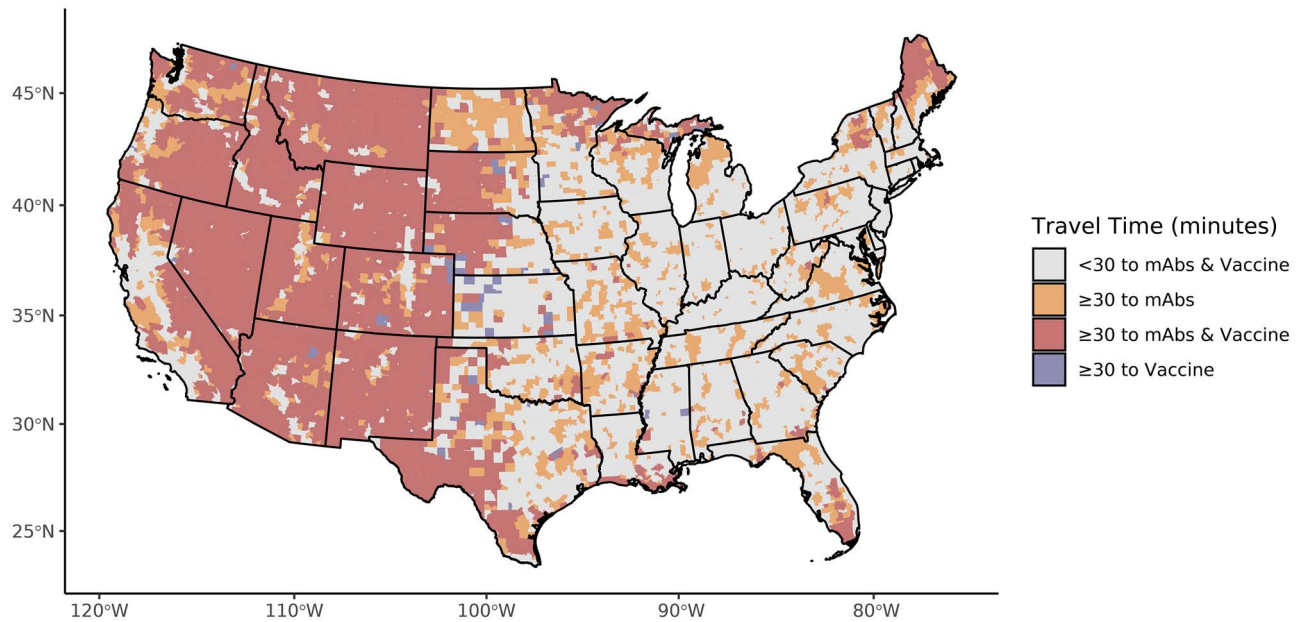 45°N
40°N
35°N
30°N
25°N
120°W
110°W
100°W
90°W
80°W
Travel Time (minutes)
<30 to mAbs & Vaccine
≥30 to mAbs
≥30 to mAbs & Vaccine
≥30 to Vaccine